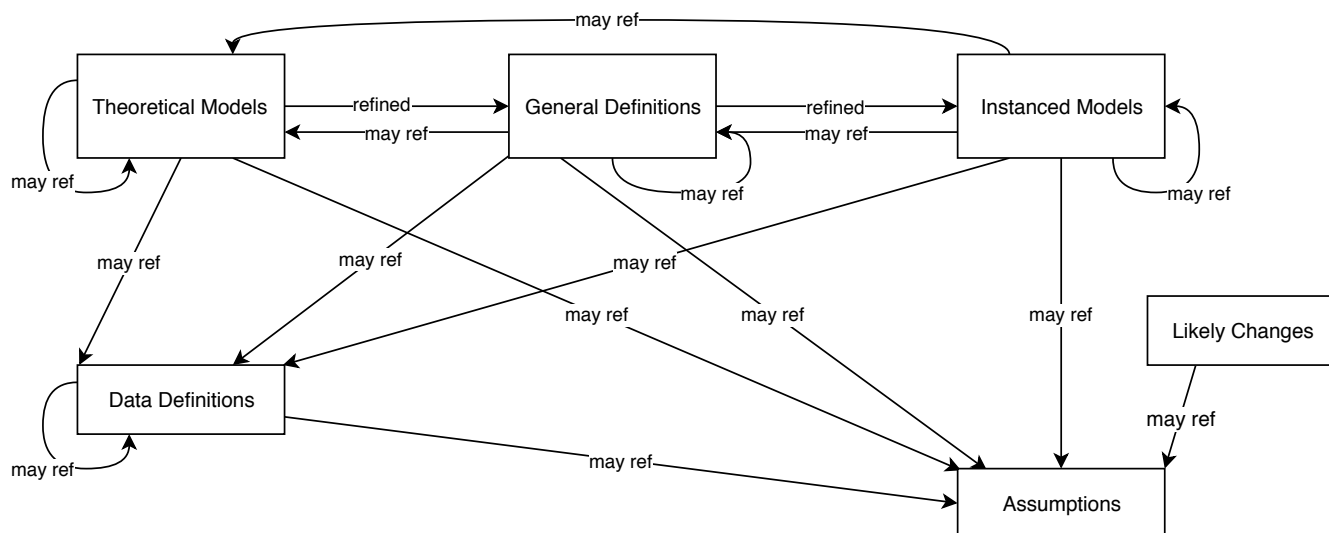 may ref
Theoretical Models
refined
General Definitions
refined
Instanced Models
may ref
may ref
may ref
may ref
may ref
may ref
may ref
may ref
may ref
may ref
may ref
may ref
Likely Changes
Data Definitions
may ref
may ref
may ref
Assumptions